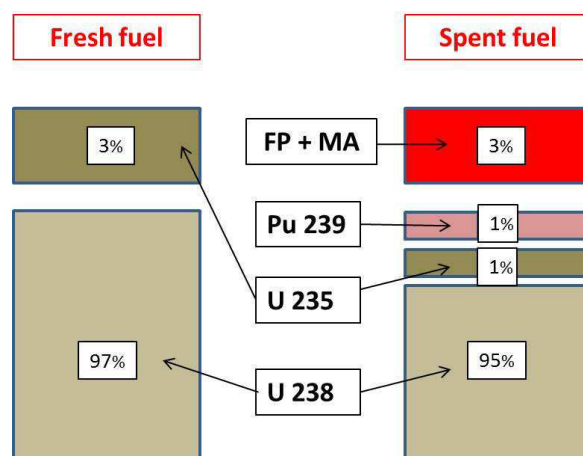 Fresh fuel
Spent fuel
3%
FP + MA
3%
Pu 239
1%
U 235
1%
97%
U 238
95%